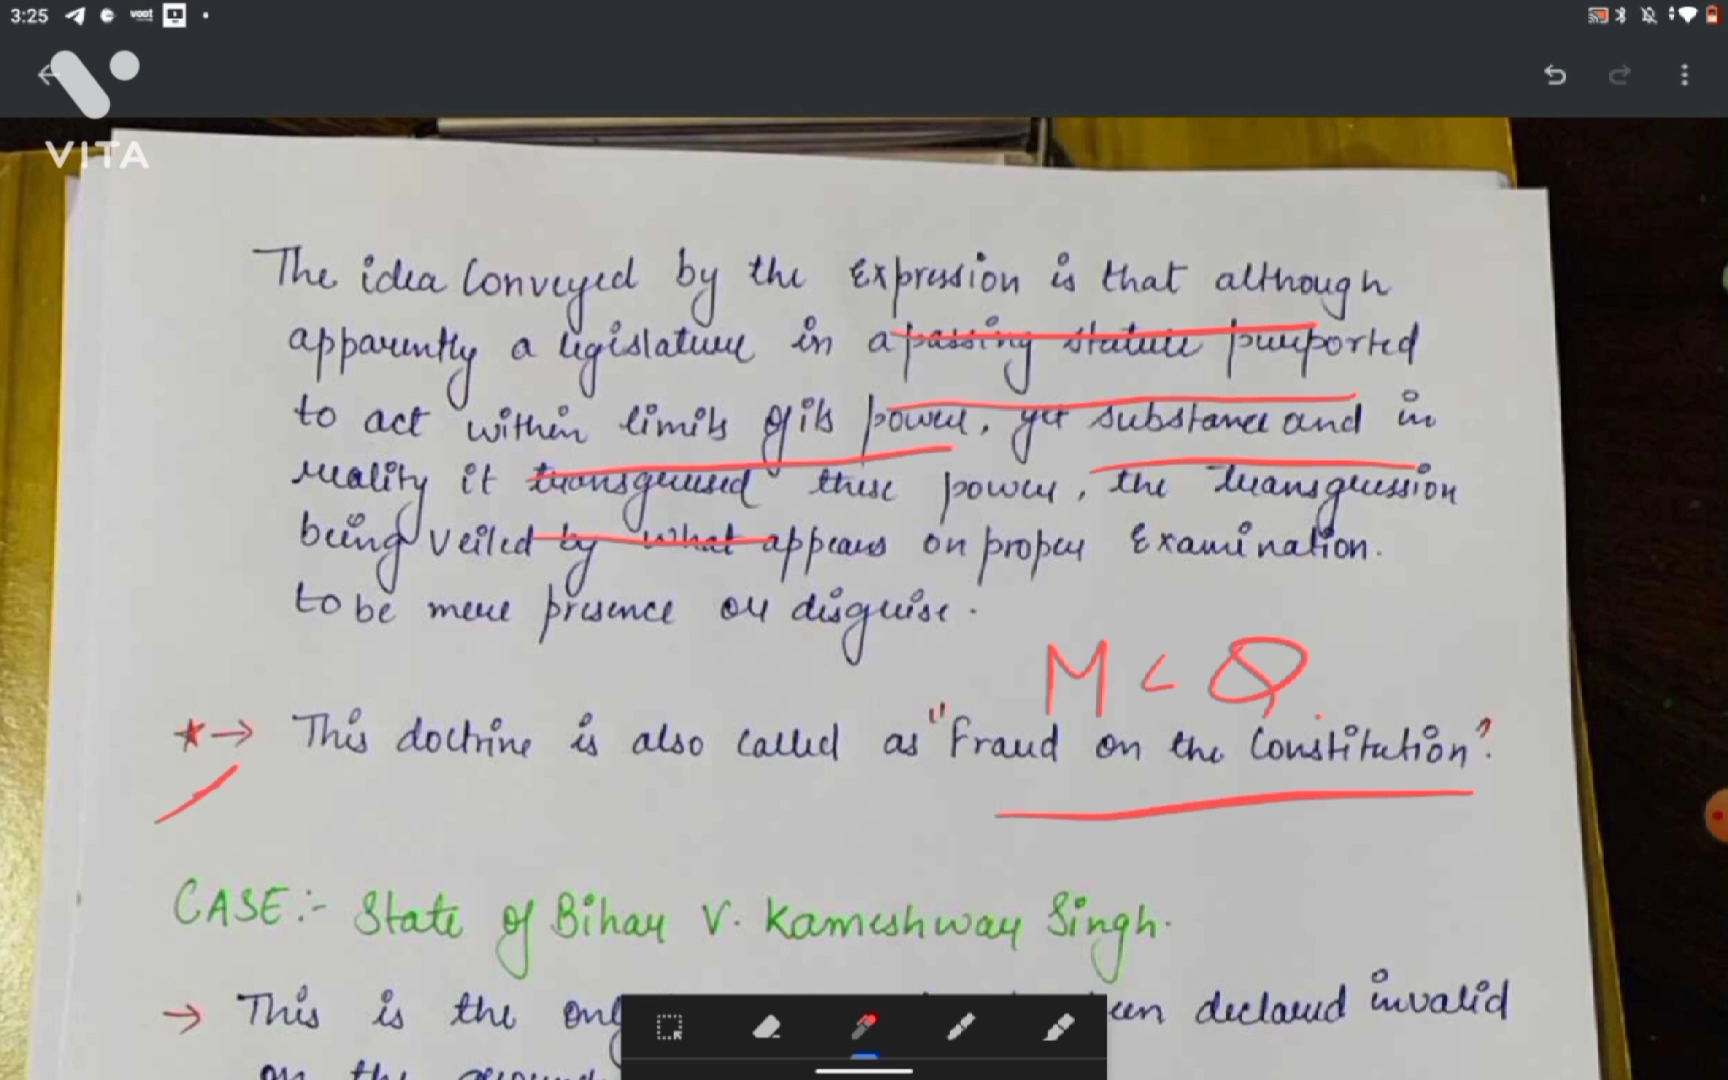 3:25
voot
VITA
The idea Conveyed by the Expression is that although
apparently a legislature in a passing statute purported
to act within limits of its power, yet substance and in
reality it transgressed these power, the transgression
being veiled by what appears on proper Examination.
to be mere presence or disguise.
M C Q
★→ This doctrine is also called as "Fraud on the Constitution".
CASE:- State of Bihar V. Kameshwar Singh.
→ This is the declared invalid
on the